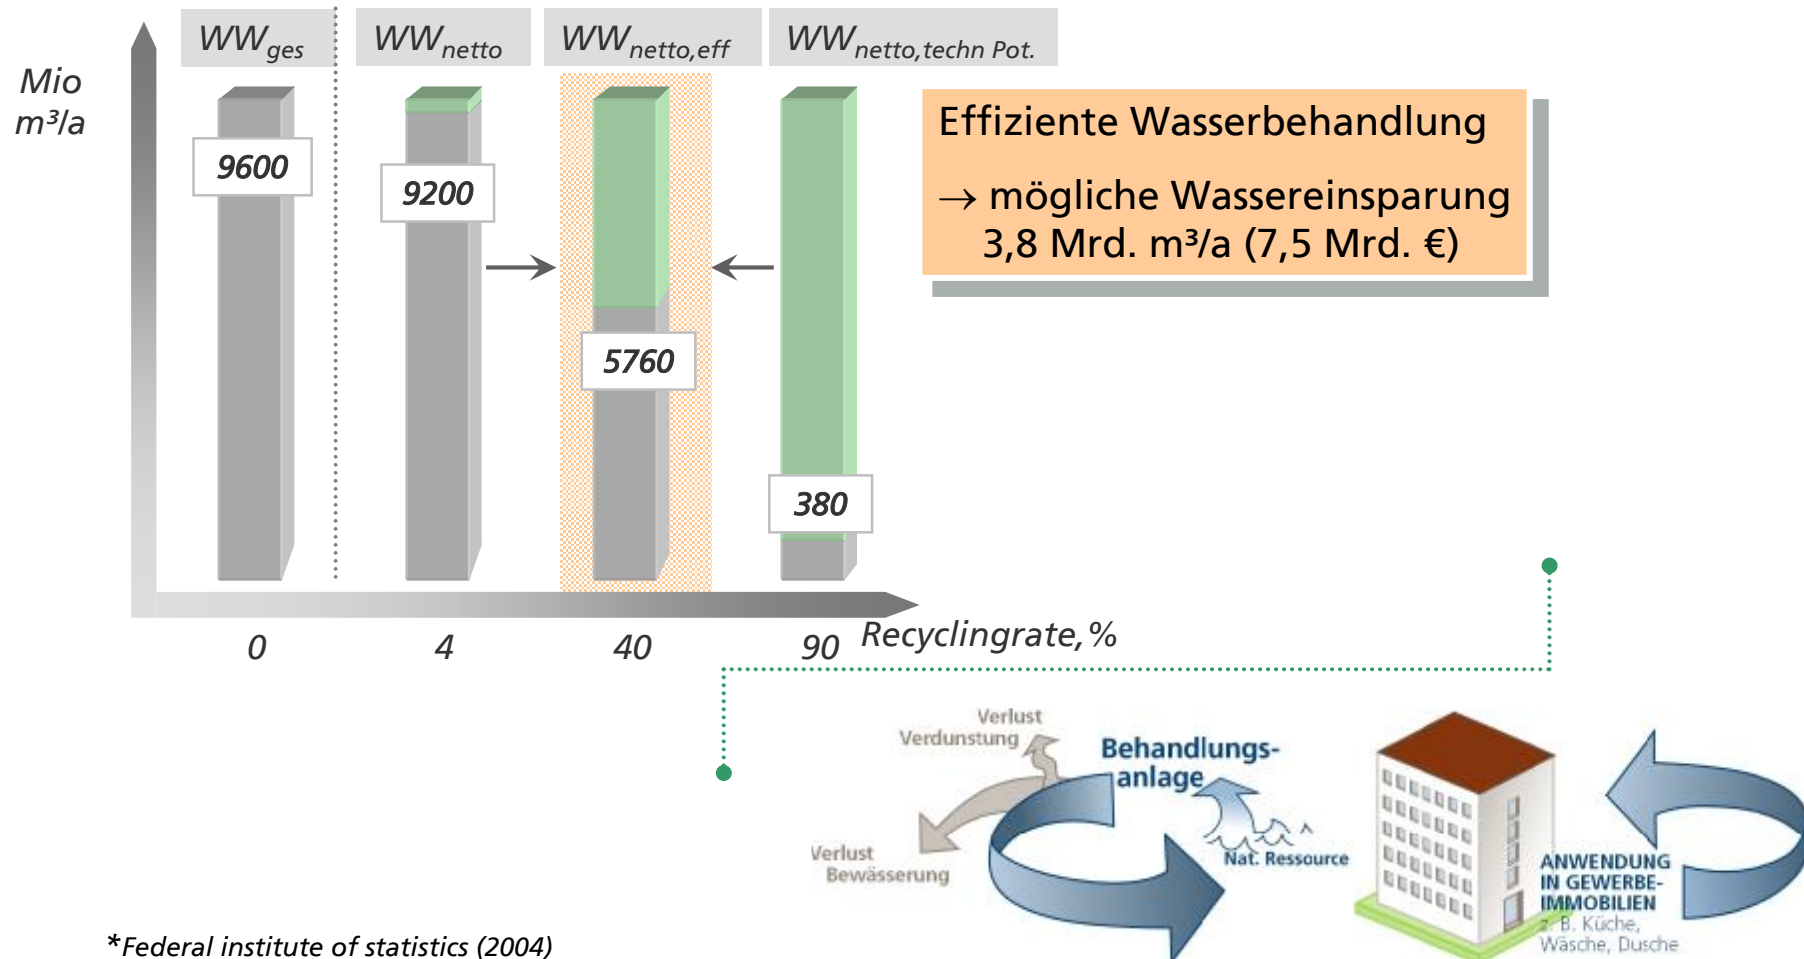 WWges
WWnetto
WWnetto,eff
WWnetto,techn Pot.
Mio
m³/a
9600
9200
5760
380
Effiziente Wasserbehandlung
→ mögliche Wassereinsparung
3,8 Mrd. m³/a (7,5 Mrd. €)
0
4
40
90
Recyclingrate, %
Verlust
Verdunstung
Behandlungs-
anlage
Nat. Ressource
Verlust
Bewässerung
ANWENDUNG
IN GEWERBE-
IMMOBILIEN
z. B. Küche,
Wäsche, Dusche
*Federal institute of statistics (2004)